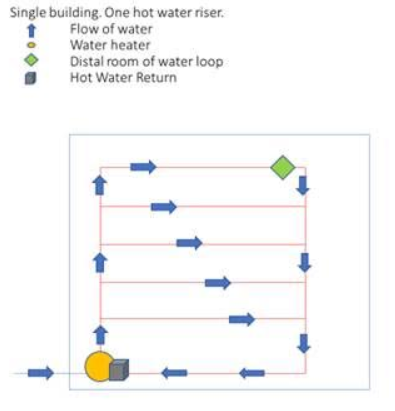 Single building. One hot water riser.
Flow of water
Water heater
Distal room of water loop
Hot Water Return